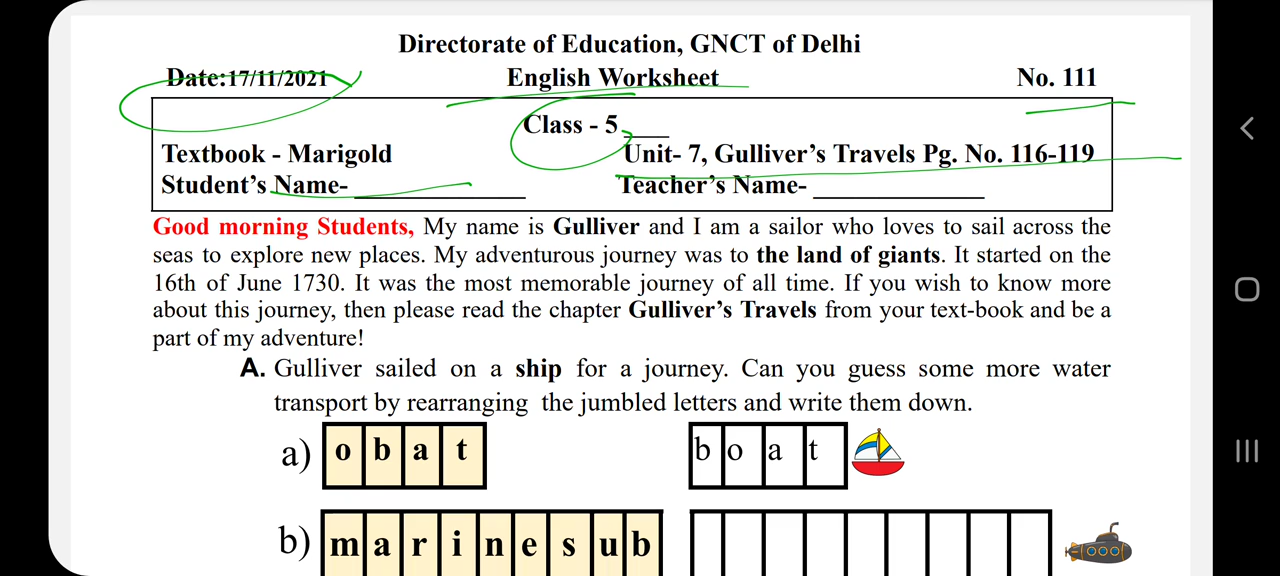 Directorate of Education, GNCT of Delhi
Date:17/11/2021 English Worksheet No. 111
Class - 5
Textbook - Marigold Unit- 7, Gulliver's Travels Pg. No. 116-119
Student's Name- Teacher's Name-
Good morning Students, My name is Gulliver and I am a sailor who loves to sail across the
seas to explore new places. My adventurous journey was to the land of giants. It started on the
16th of June 1730. It was the most memorable journey of all time. If you wish to know more
about this journey, then please read the chapter Gulliver's Travels from your text-book and be a
part of my adventure!
A. Gulliver sailed on a ship for a journey. Can you guess some more water
transport by rearranging the jumbled letters and write them down.
a) o b a t b o a t
b) m a r i n e s u b